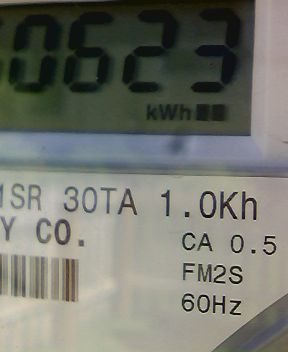 0623
kWh
1SR 30TA 1.0Kh
Y CO.
CA 0.5
FM2S
60Hz